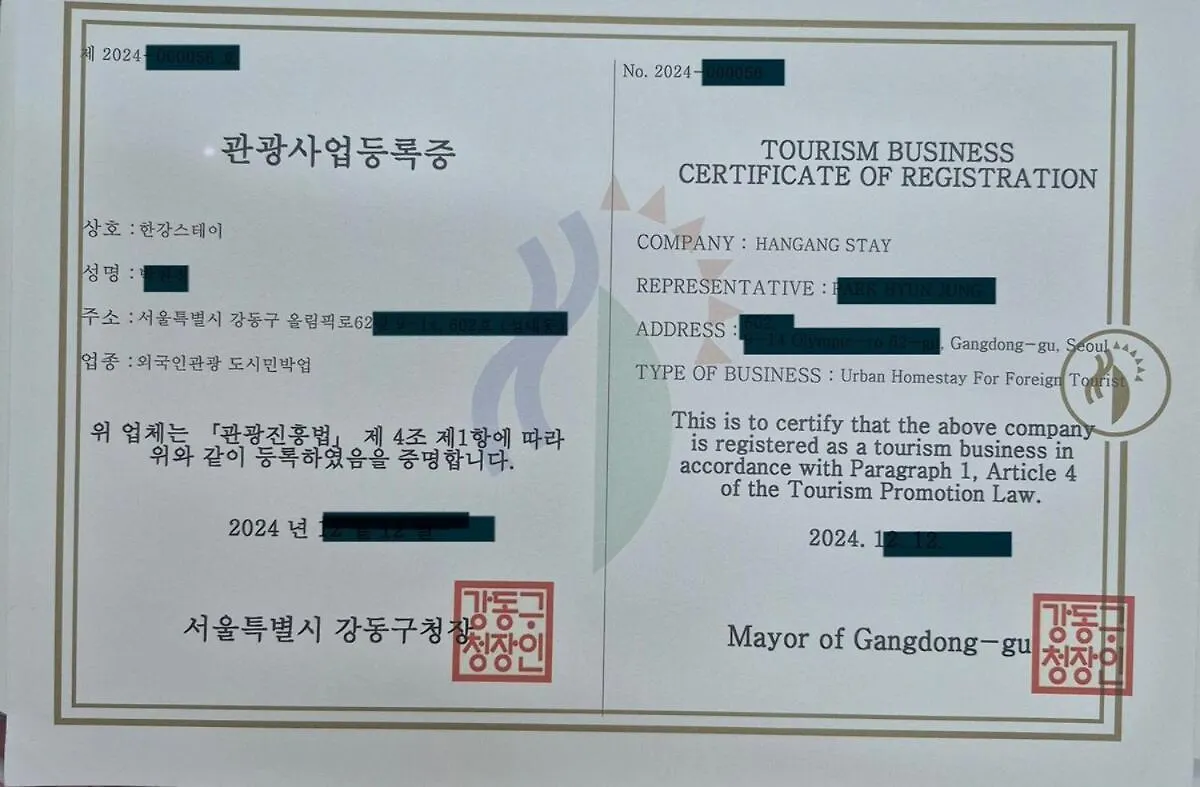 제 2024-
관광사업등록증
상호 : 한강스테이
성명 :
주소 : 서울특별시 강동구 올림픽로62
업종 : 외국인관광 도시민박업
위 업체는 「관광진흥법」 제 4조 제1항에 따라
위와 같이 등록하였음을 증명합니다.
2024 년
서울특별시 강동구청장
강동구
청장인
No. 2024-
TOURISM BUSINESS
CERTIFICATE OF REGISTRATION
COMPANY : HANGANG STAY
REPRESENTATIVE :
ADDRESS :
, Gangdong-gu, Seoul
TYPE OF BUSINESS : Urban Homestay For Foreign Tourist
This is to certify that the above company
is registered as a tourism business in
accordance with Paragraph 1, Article 4
of the Tourism Promotion Law.
2024.
Mayor of Gangdong-gu
강동구
청장인